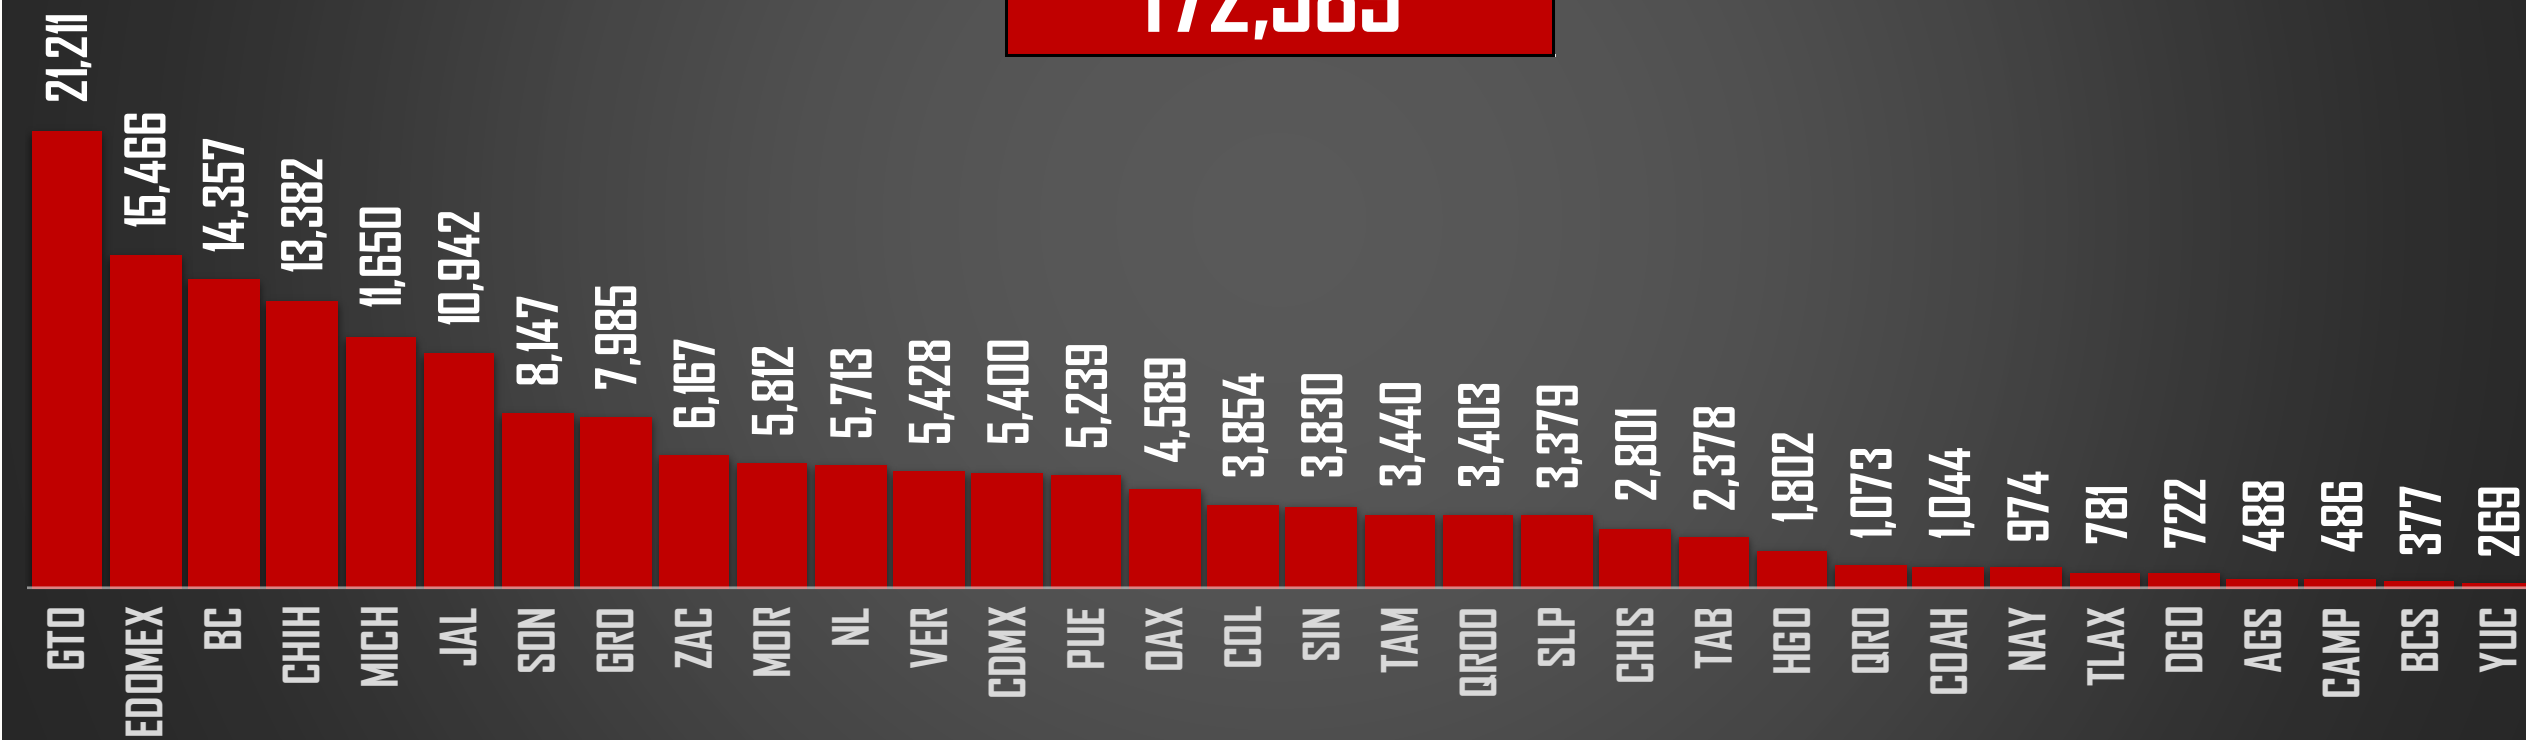 172,589
21,211
15,466
14,357
13,382
11,650
10,942
8,147
7,985
6,167
5,812
5,713
5,428
5,400
5,239
4,589
3,854
3,830
3,440
3,403
3,379
2,801
2,378
1,802
1,073
1,044
974
781
722
488
486
377
269
GTO
EDOMEX
BC
CHIH
MICH
JAL
SON
GRO
ZAC
MOR
NL
VER
CDMX
PUE
OAX
COL
SIN
TAM
QROO
SLP
CHIS
TAB
HGO
QRO
COAH
NAY
TLAX
DGO
AGS
CAMP
BCS
YUC